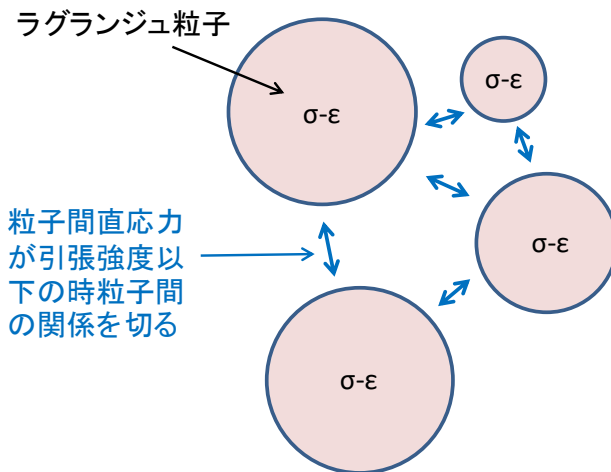 ラグランジュ粒子
σ-ε
σ-ε
σ-ε
粒子間直応力
が引張強度以
下の時粒子間
の関係を切る
σ-ε